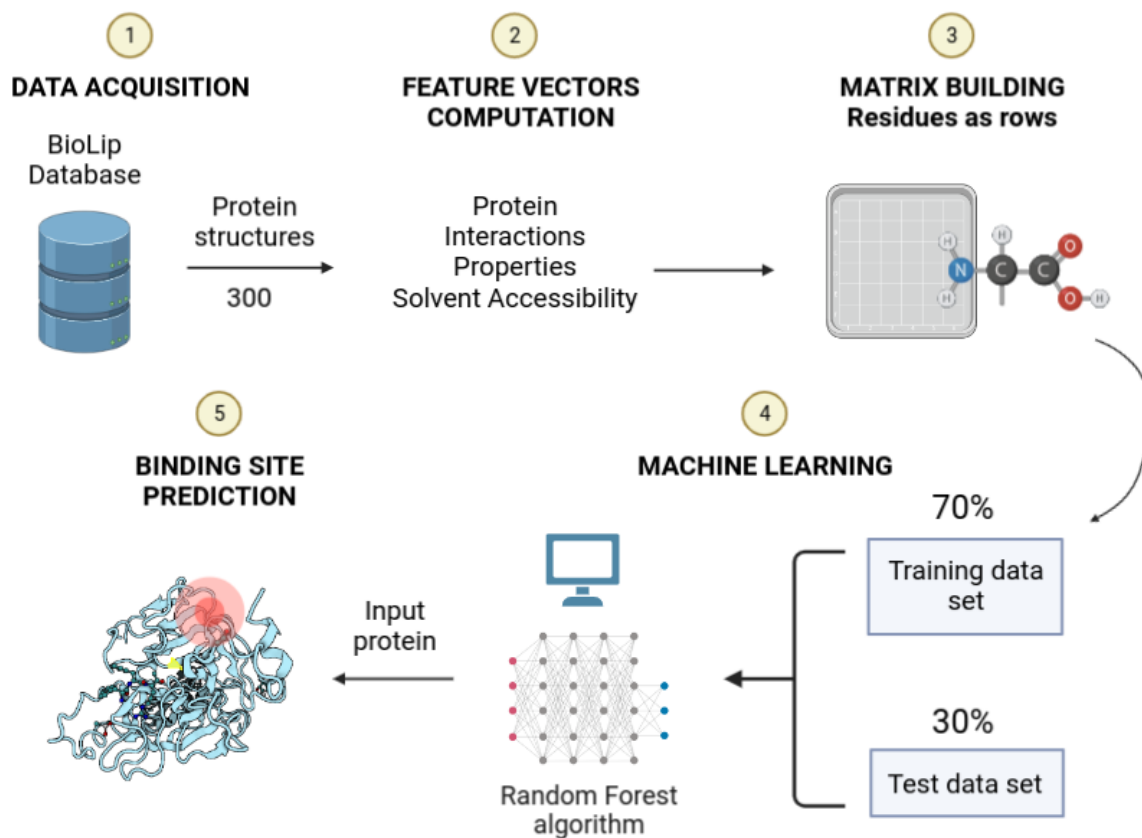 1
DATA ACQUISITION
BioLip
Database
Protein
structures
300
2
FEATURE VECTORS
COMPUTATION
Protein
Interactions
Properties
Solvent Accessibility
3
MATRIX BUILDING
Residues as rows
H
H
N
H
C
C
O
O
H
4
MACHINE LEARNING
70%
Training data
set
30%
Test data set
Random Forest
algorithm
5
BINDING SITE
PREDICTION
Input
protein